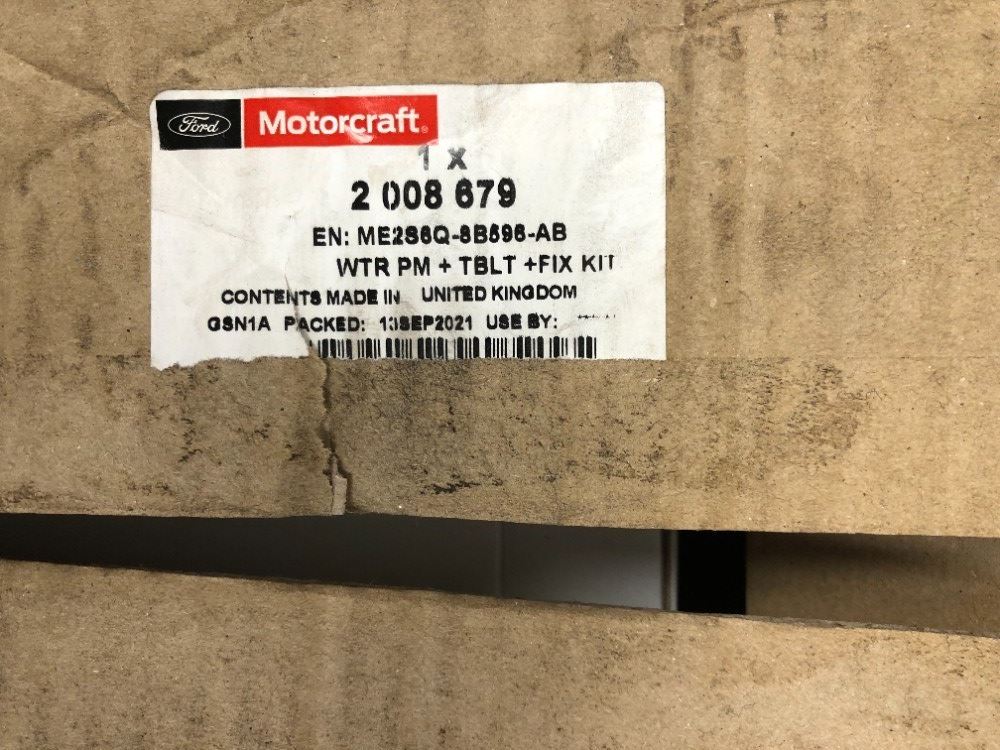 Ford Motorcraft®
1 x
2 008 679
EN: ME2S6Q-8B596-AB
WTR PM + TBLT +FIX KIT
CONTENTS MADE IN UNITED KINGDOM
GSN1A PACKED: 13SEP2021 USE BY: **.*****